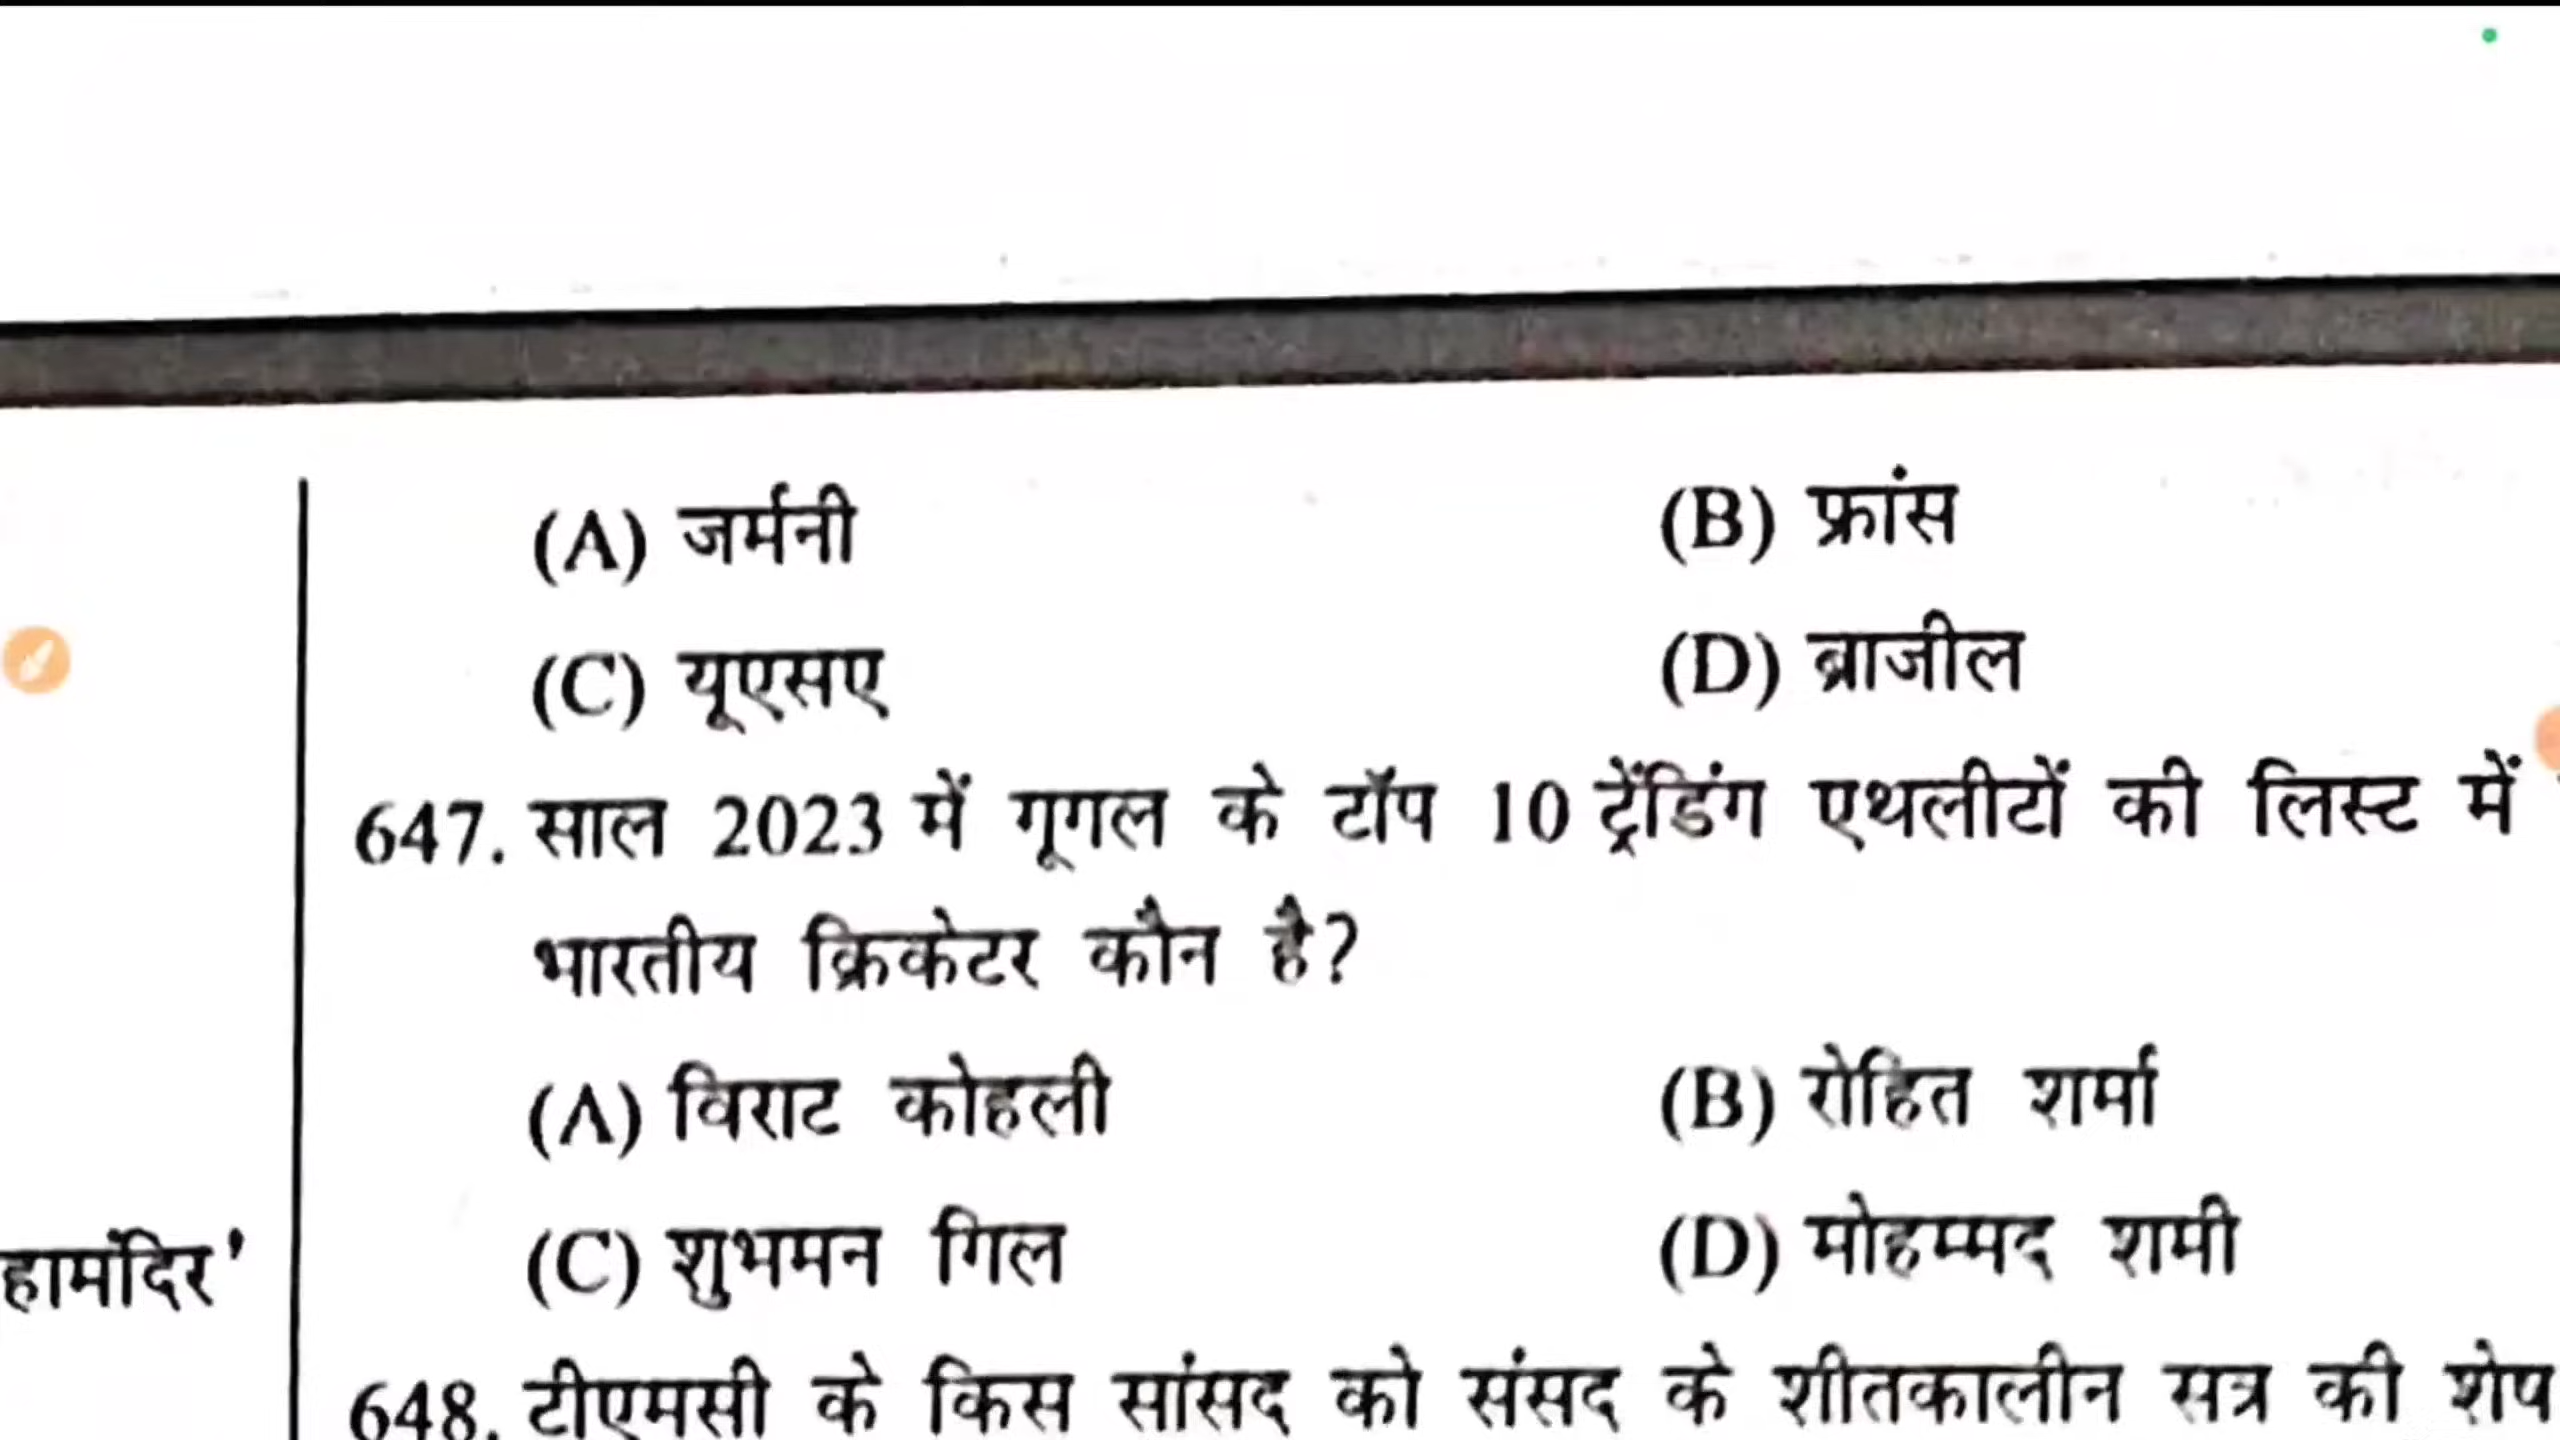 (A) जर्मनी (B) फ्रांस
(C) यूएसए (D) ब्राजील
647. साल 2023 में गूगल के टॉप 10 ट्रेंडिंग एथलीटों की लिस्ट में
भारतीय क्रिकेटर कौन है?
(A) विराट कोहली (B) रोहित शर्मा
(C) शुभमन गिल (D) मोहम्मद शमी
हामंदिर'
648. टीएमसी के किस सांसद को संसद के शीतकालीन सत्र की शेष